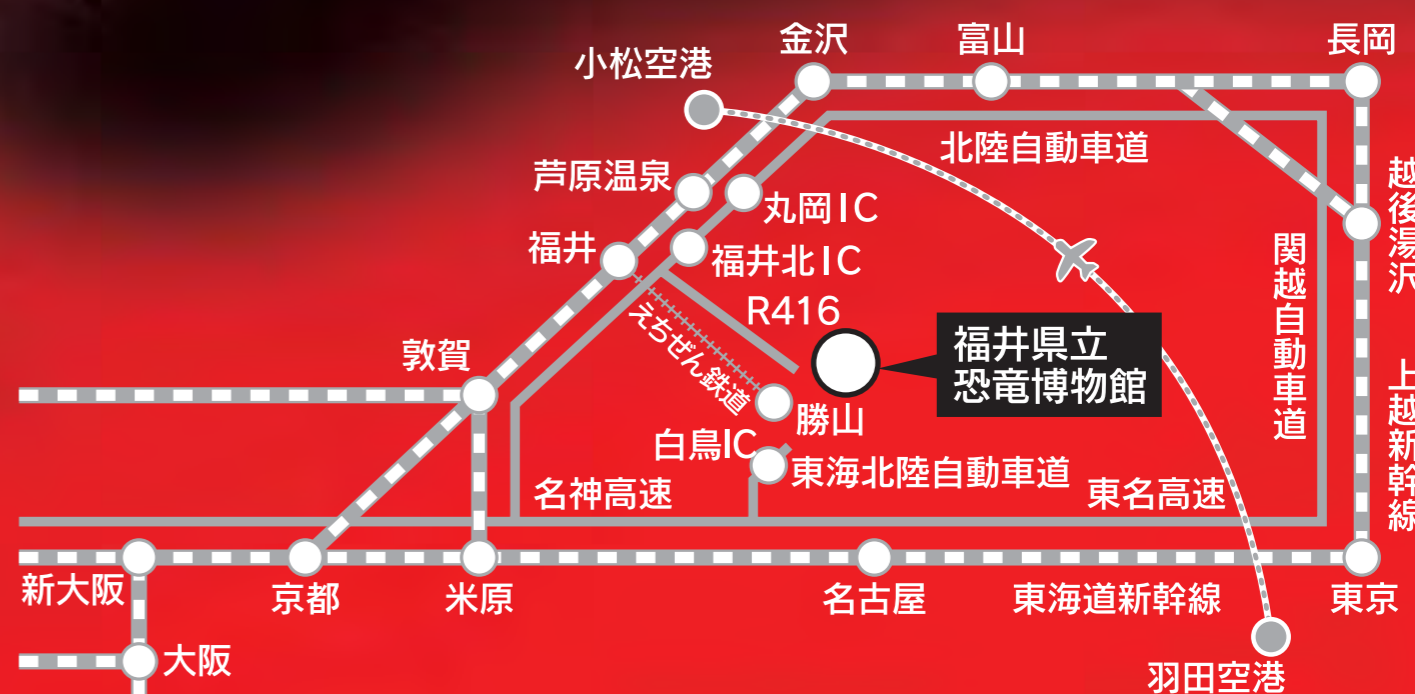 金沢
富山
長岡
小松空港
北陸自動車道
芦原温泉
丸岡IC
越後湯沢
福井
福井北IC
関越自動車道
R416
えちぜん鉄道
福井県立
恐竜博物館
敦賀
勝山
上越新幹線
白鳥IC
東海北陸自動車道
名神高速
東名高速
新大阪
京都
米原
名古屋
東海道新幹線
東京
大阪
羽田空港